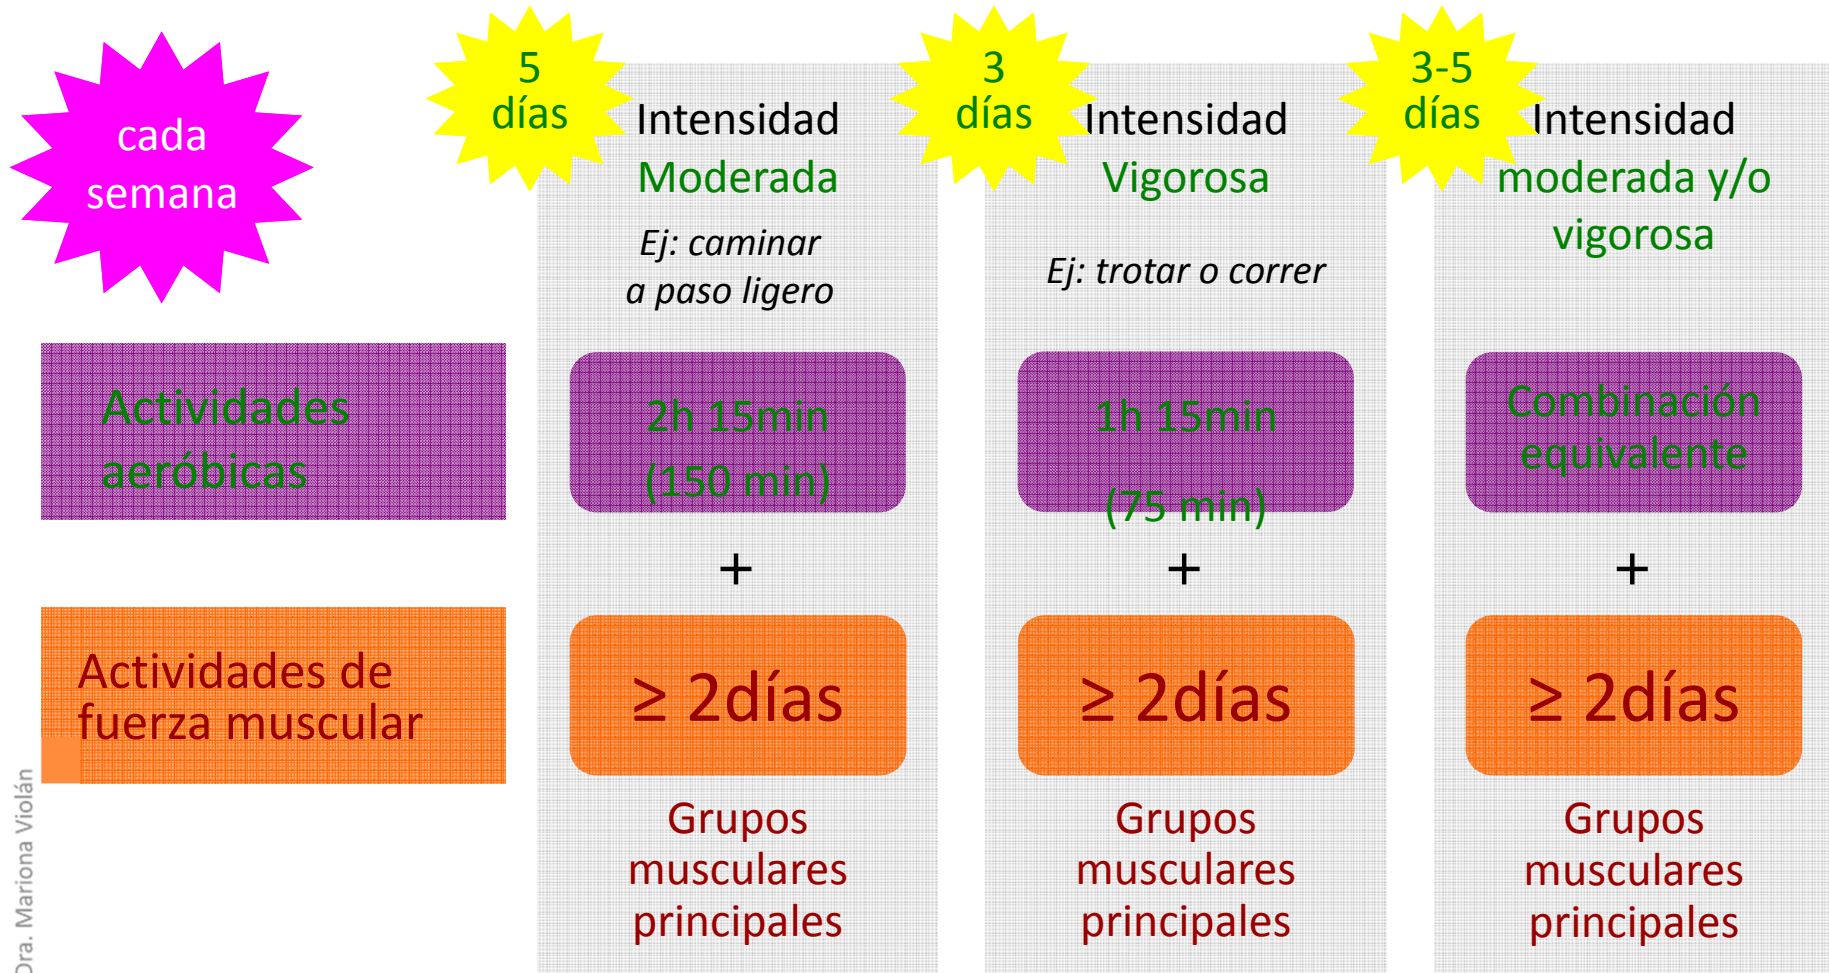 cada
semana
5
días
Intensidad
Moderada
Ej: caminar
a paso ligero
3
días
Intensidad
Vigorosa
Ej: trotar o correr
3-5
días
Intensidad
moderada y/o
vigorosa
Actividades
aeróbicas
2h 15min
(150 min)
1h 15min
(75 min)
Combinación
equivalente
+
+
+
Actividades de
fuerza muscular
≥ 2días
≥ 2días
≥ 2días
Grupos
musculares
principales
Grupos
musculares
principales
Grupos
musculares
principales
Dra. Mariona Violán